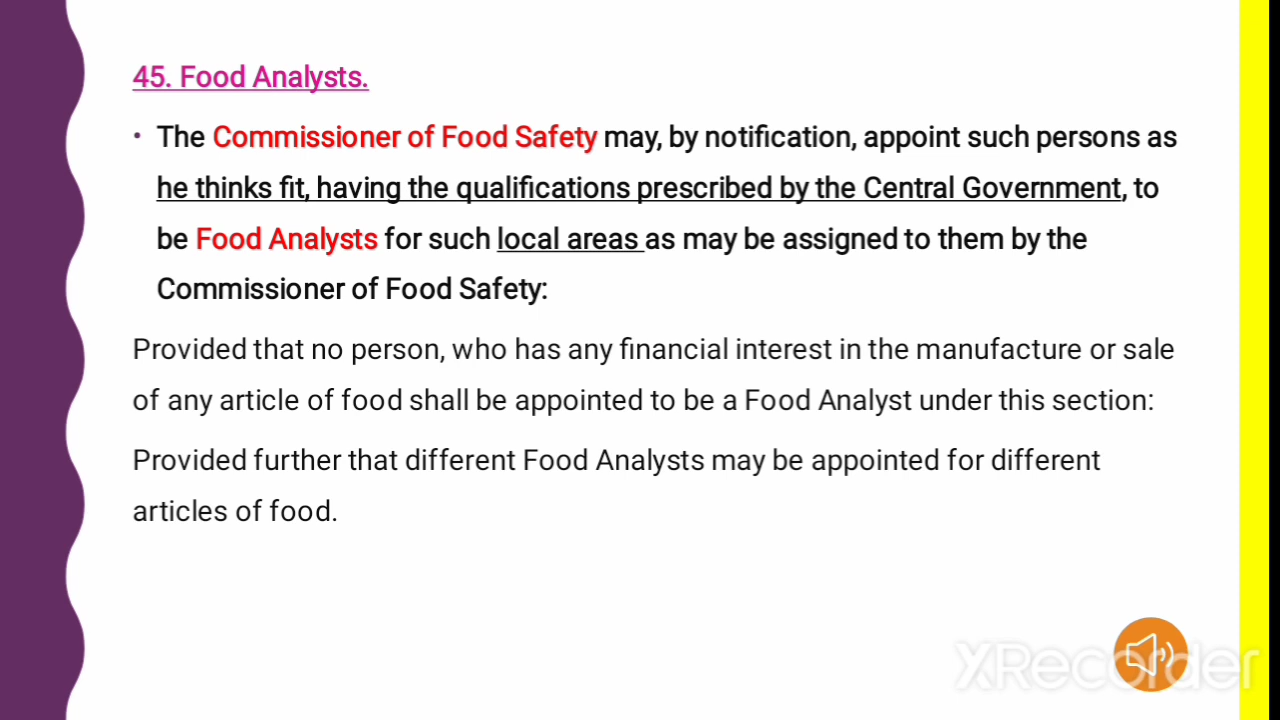 45. Food Analysts.
• The Commissioner of Food Safety may, by notification, appoint such persons as
he thinks fit, having the qualifications prescribed by the Central Government, to
be Food Analysts for such local areas as may be assigned to them by the
Commissioner of Food Safety:
Provided that no person, who has any financial interest in the manufacture or sale
of any article of food shall be appointed to be a Food Analyst under this section:
Provided further that different Food Analysts may be appointed for different
articles of food.
XRecorder